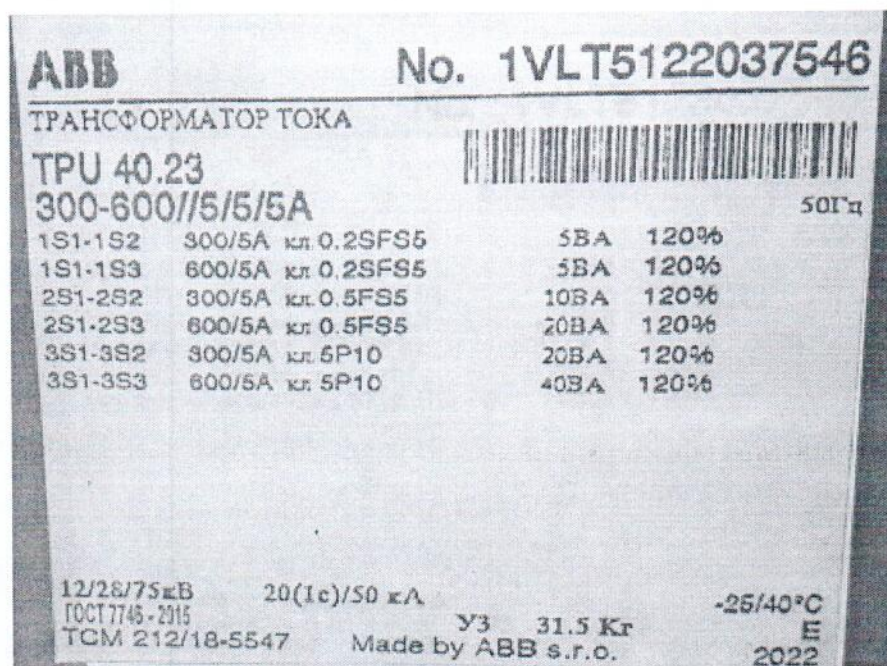 ABB No. 1VLT5122037546
ТРАНСФОРМАТОР ТОКА
TPU 40.23
300-600//5/5/5A
50Гц
1S1-1S2 300/5A кл 0.2SFS5 5ВА 120%
1S1-1S3 600/5A кл 0.2SFS5 5ВА 120%
2S1-2S2 300/5A кл 0.5FS5 10ВА 120%
2S1-2S3 600/5A кл 0.5FS5 20ВА 120%
3S1-3S2 300/5A кл 5P10 20ВА 120%
3S1-3S3 600/5A кл 5P10 40ВА 120%
12/28/75кВ 20(1с)/50 кА -25/40°C
ГОСТ 7746 - 2015 У3 31.5 Кг E
TCM 212/18-5547 Made by ABB s.r.o. 2022